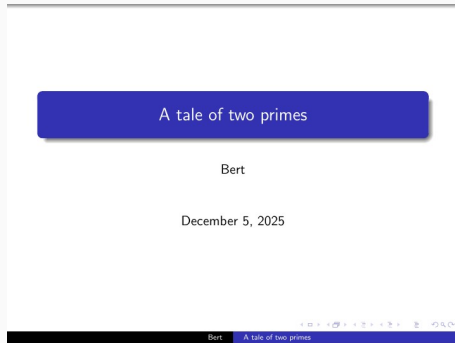 A tale of two primes
Bert
December 5, 2025
Bert A tale of two primes